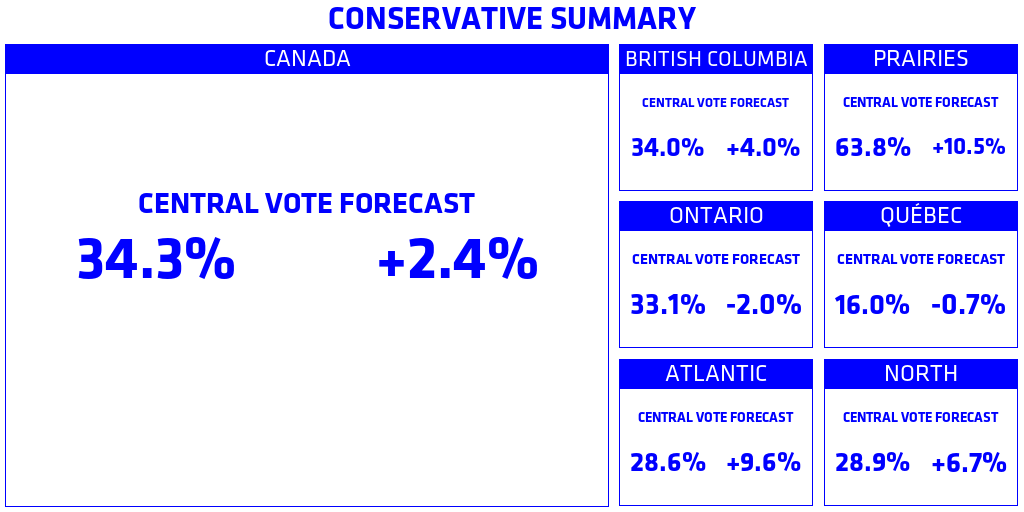 CONSERVATIVE SUMMARY
CANADA
CENTRAL VOTE FORECAST
34.3% +2.4%
BRITISH COLUMBIA
CENTRAL VOTE FORECAST
34.0% +4.0%
PRAIRIES
CENTRAL VOTE FORECAST
63.8% +10.5%
ONTARIO
CENTRAL VOTE FORECAST
33.1% -2.0%
QUÉBEC
CENTRAL VOTE FORECAST
16.0% -0.7%
ATLANTIC
CENTRAL VOTE FORECAST
28.6% +9.6%
NORTH
CENTRAL VOTE FORECAST
28.9% +6.7%